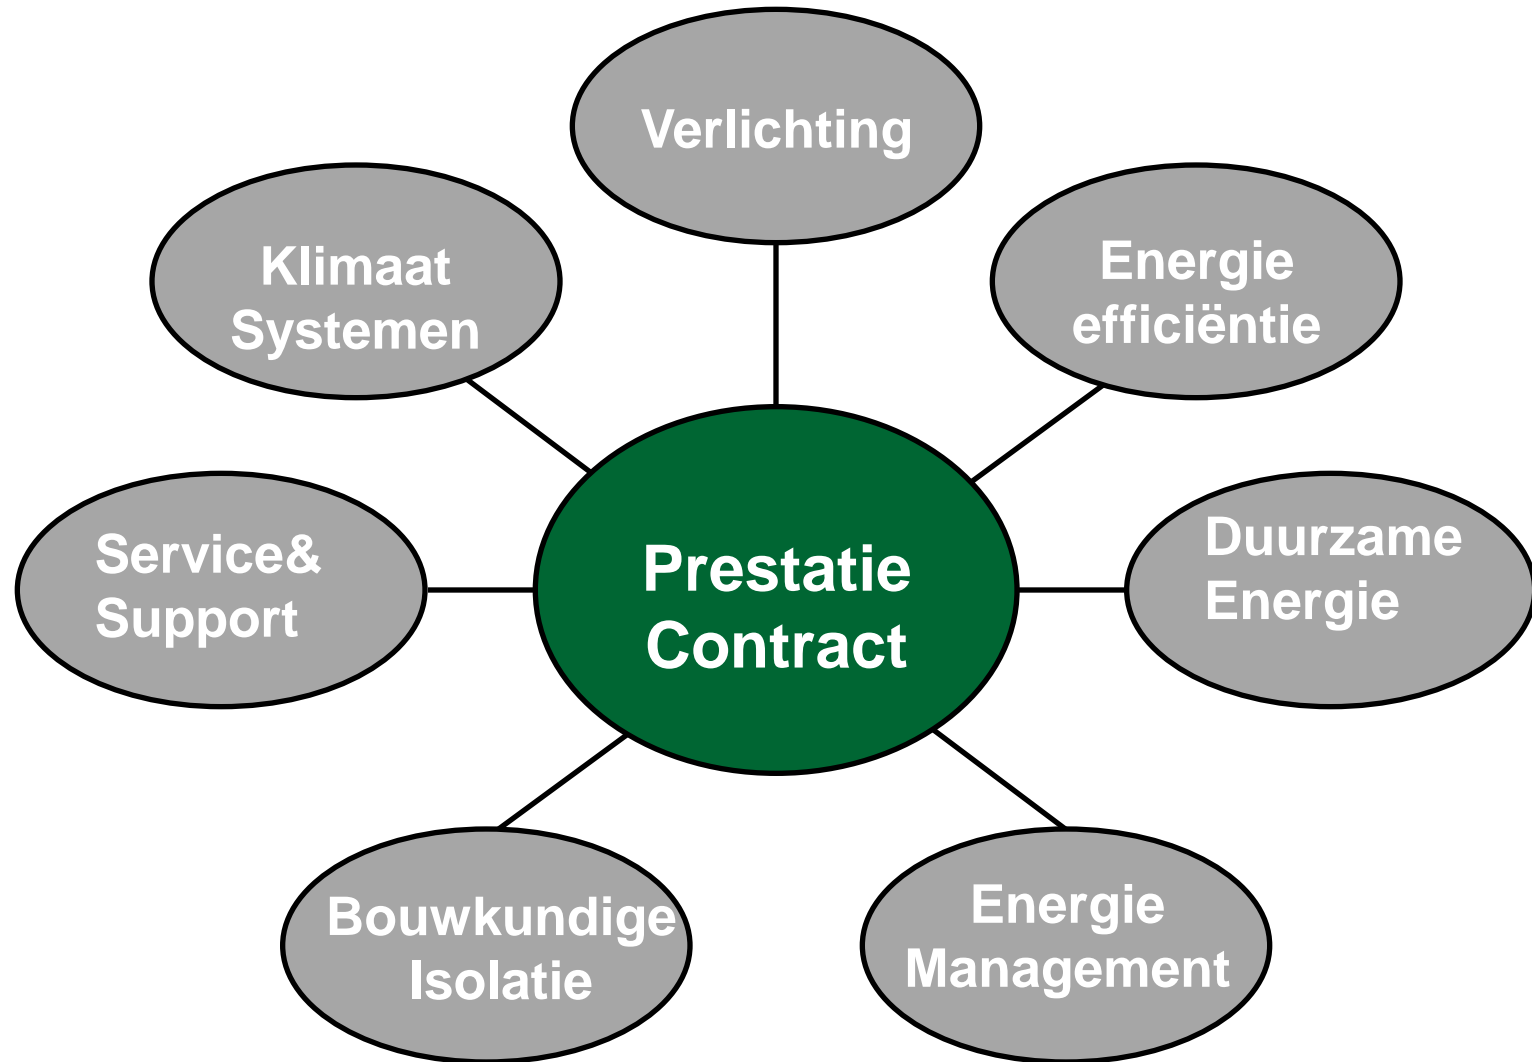 Verlichting
Klimaat
Systemen
Energie
efficiëntie
Service&
Support
Prestatie
Contract
Duurzame
Energie
Bouwkundige
Isolatie
Energie
Management